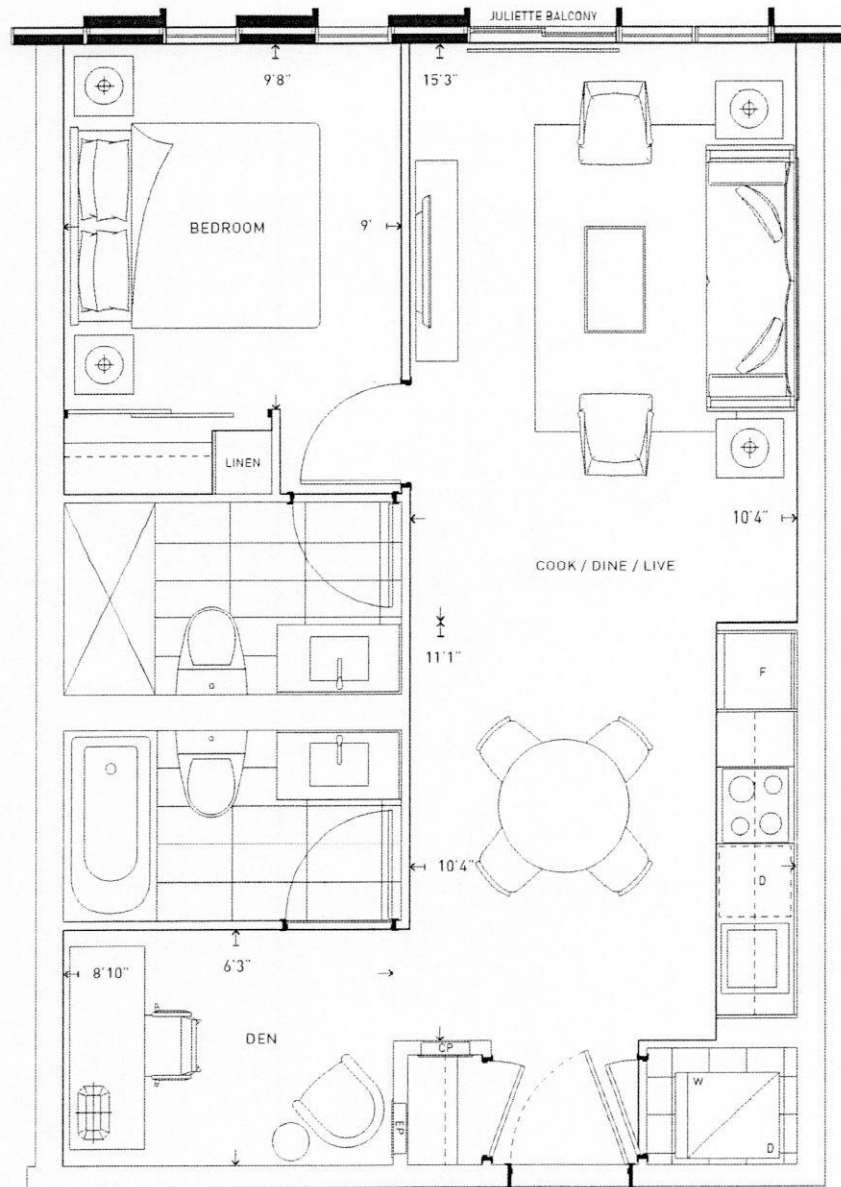 JULIETTE BALCONY
9'8"
15'3"
BEDROOM
9'
LINEN
10'4"
COOK / DINE / LIVE
11'1"
F
10'4"
D
8'10"
6'3"
DEN
CP
EP
W
D